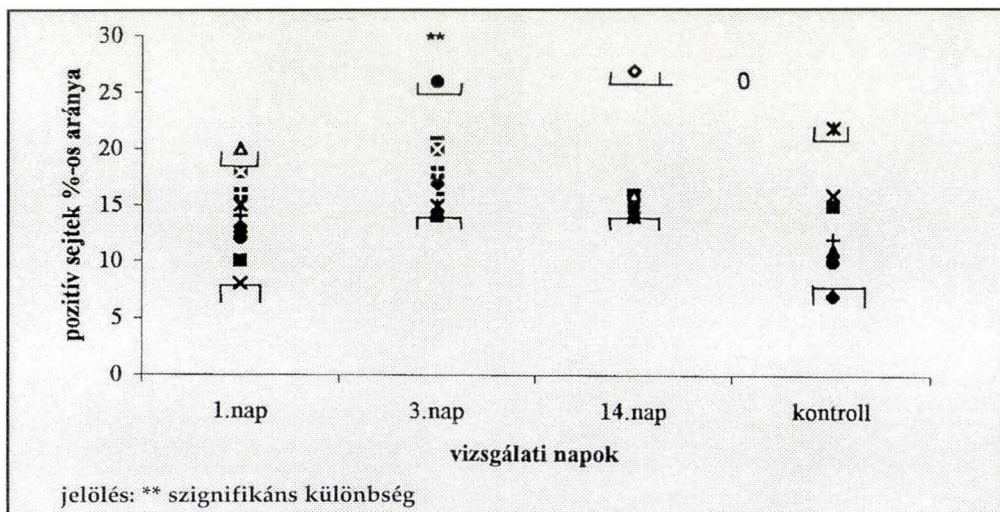 30
**
25
0
20
15
10
5
0
pozitív sejtek %-os aránya
1.nap 3.nap 14.nap kontroll
vizsgálati napok
jelölés: ** szignifikáns különbség